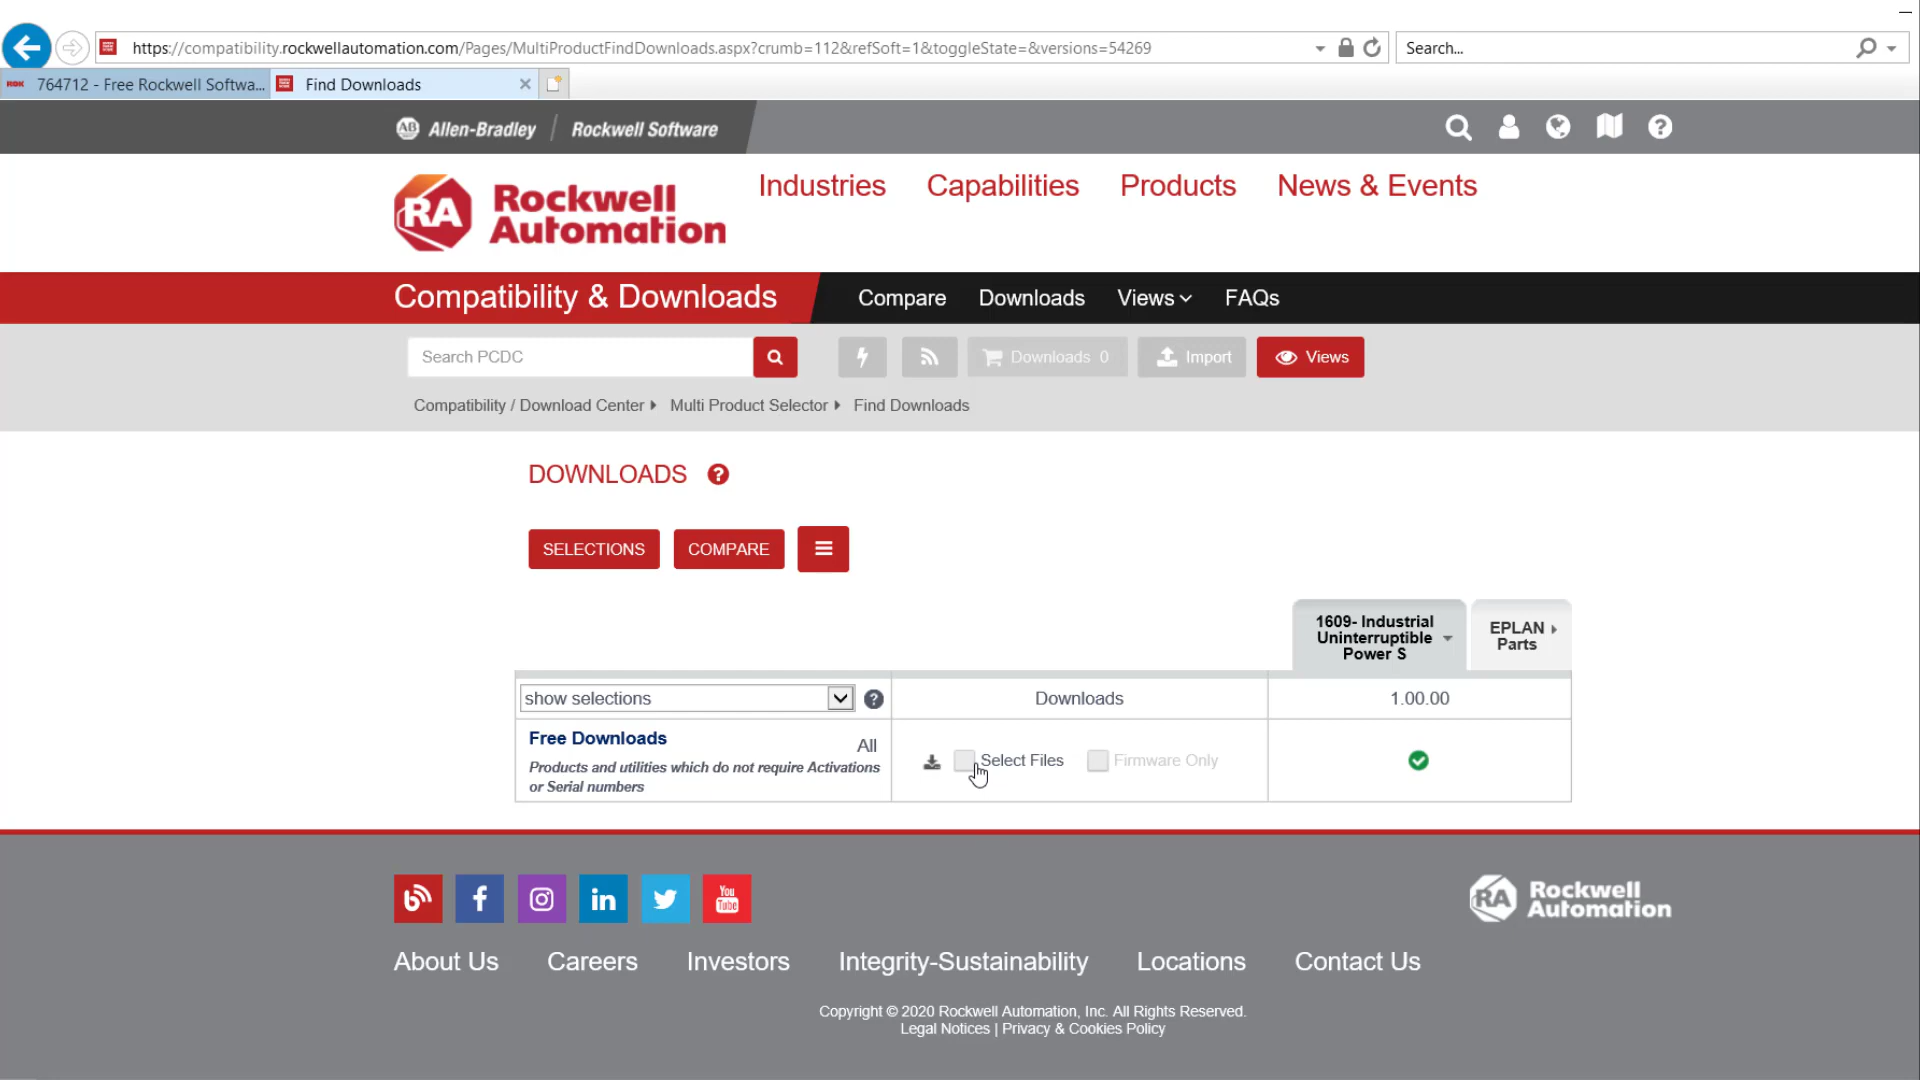 https://compatibility.rockwellautomation.com/Pages/MultiProductFindDownloads.aspx?crumb=112&refSoft=1&toggleState=&versions=54269
Search...
764712 - Free Rockwell Softwa...
Find Downloads
AB Allen-Bradley
Rockwell Software
RA Rockwell Automation
Industries
Capabilities
Products
News & Events
Compatibility & Downloads
Compare
Downloads
Views
FAQs
Search PCDC
Downloads 0
Import
Views
Compatibility / Download Center
Multi Product Selector
Find Downloads
DOWNLOADS
SELECTIONS
COMPARE
1609- Industrial
Uninterruptible
Power S
EPLAN
Parts
show selections
Downloads
1.00.00
Free Downloads
All
Products and utilities which do not require Activations
or Serial numbers
Select Files
Firmware Only
You
Tube
RA Rockwell
Automation
About Us
Careers
Investors
Integrity-Sustainability
Locations
Contact Us
Copyright © 2020 Rockwell Automation, Inc. All Rights Reserved.
Legal Notices | Privacy & Cookies Policy